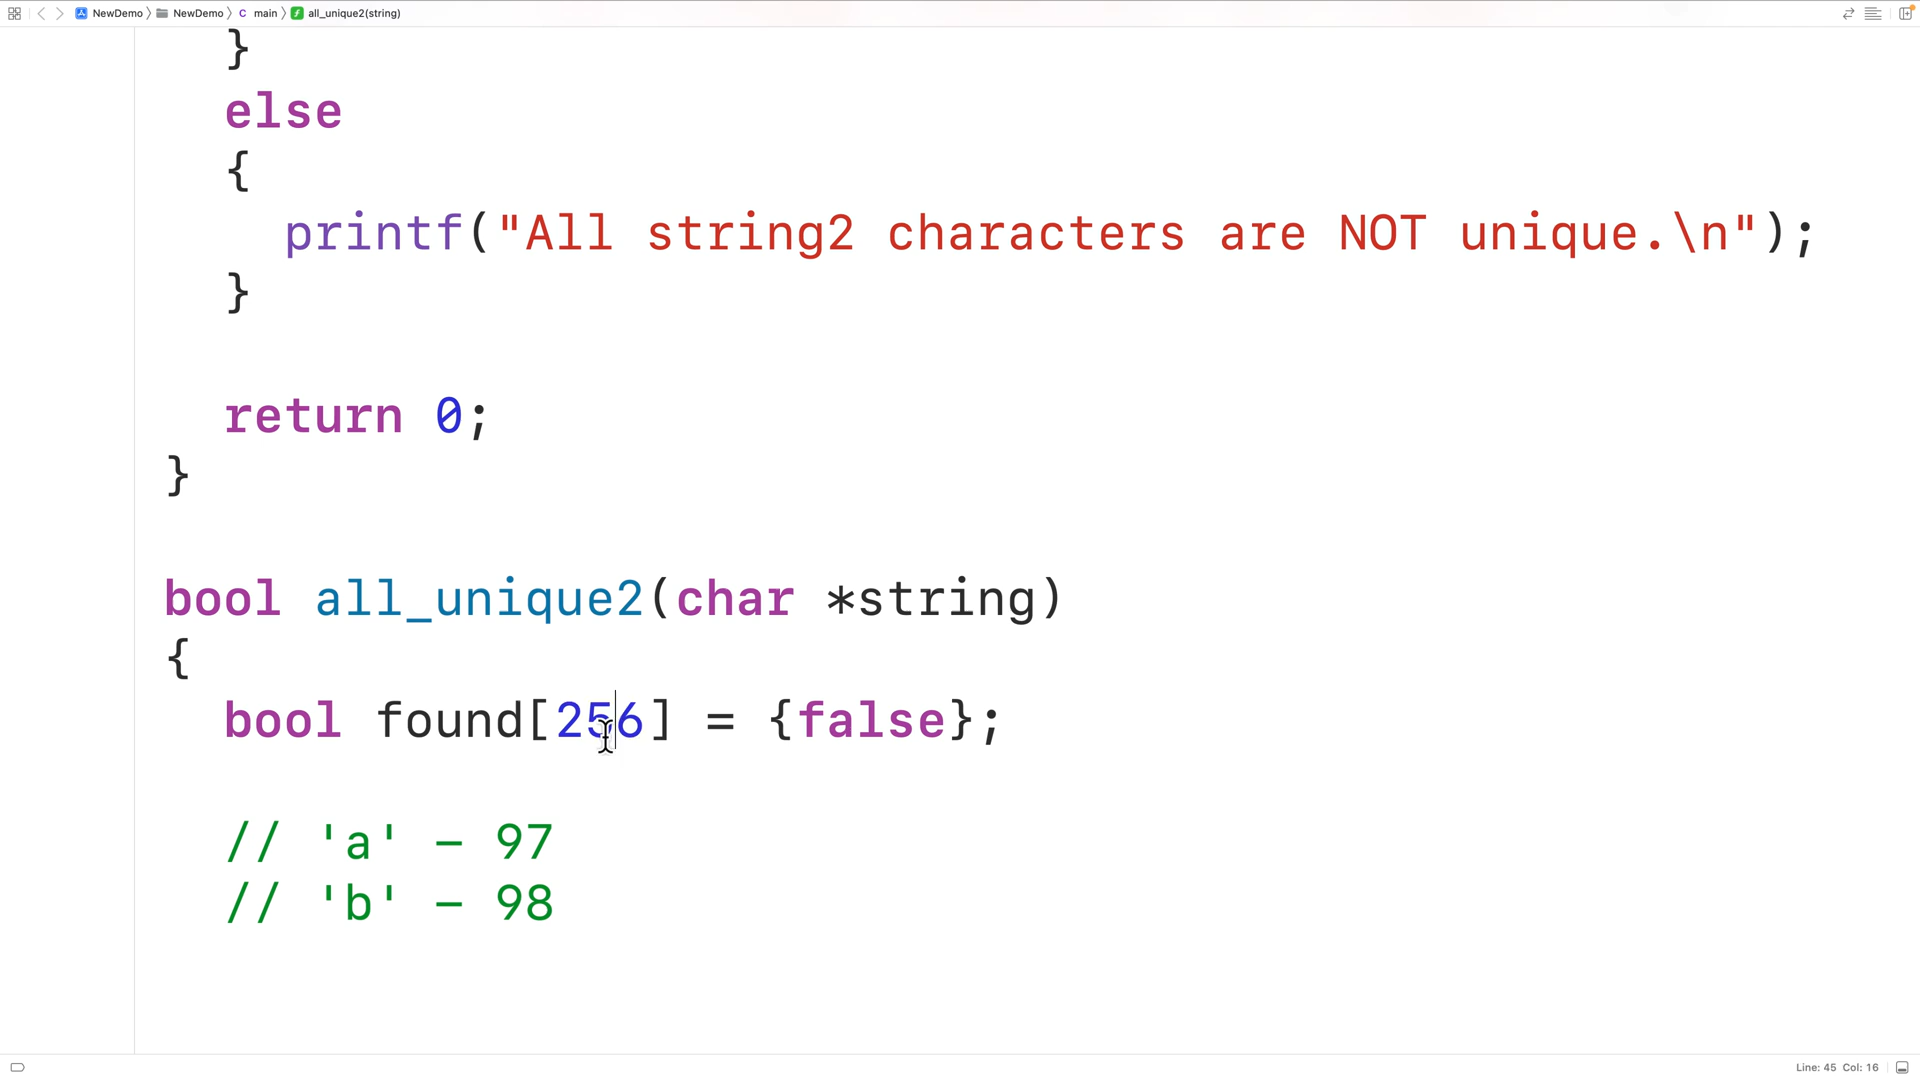 NewDemo NewDemo C main f all_unique2(string)
}
else
{
printf("All string2 characters are NOT unique.\n");
}
return 0;
}
bool all_unique2(char *string)
{
bool found[256] = {false};
// 'a' - 97
// 'b' - 98
Line: 45 Col: 16